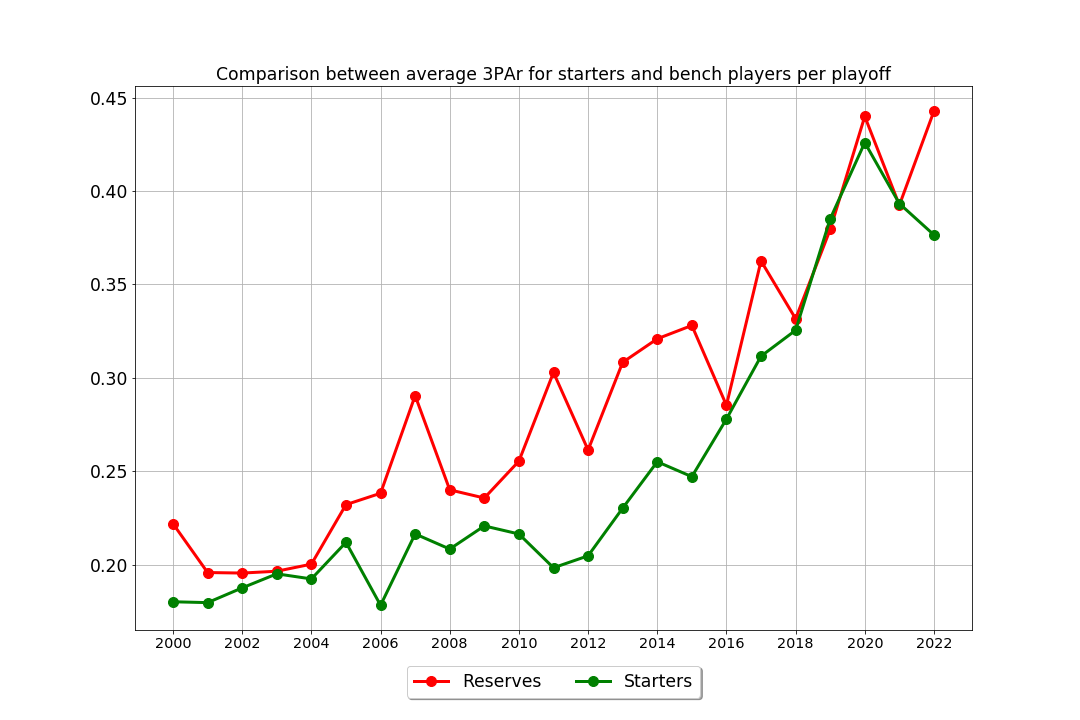 Comparison between average 3PAr for starters and bench players per playoff
0.45
0.40
0.35
0.30
0.25
0.20
2000 2002 2004 2006 2008 2010 2012 2014 2016 2018 2020 2022
Reserves Starters